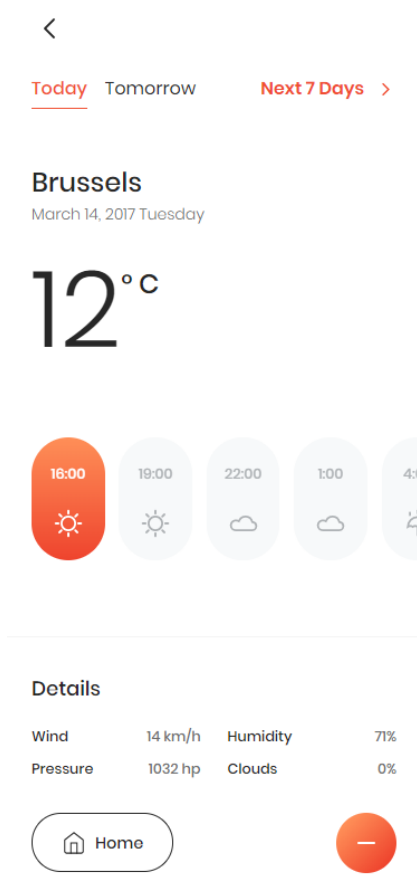 Today Tomorrow Next 7 Days
Brussels
March 14, 2017 Tuesday
12° C
16:00 19:00 22:00 1:00
Details
Wind 14 km/h Humidity 71%
Pressure 1032 hp Clouds 0%
Home